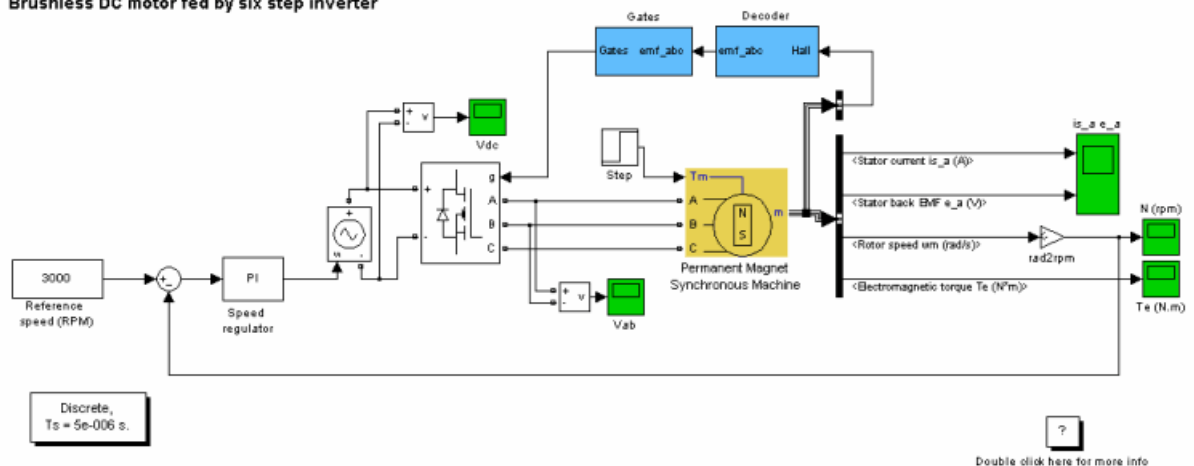 Brushless DC motor fed by six step inverter
Gates
Decoder
Gates emf_abc
emf_abc Hall
+
-
v
Vdc
Step
is_a e_a
<Stator current is_a (A)>
<Stator back EMF e_a (V)>
<Rotor speed wm (rad/s)>
<Electromagnetic torque Te (N*m)>
g
+
-
A
B
C
Tm
A
B
C
N
S
m
Permanent Magnet
Synchronous Machine
+
s
-
N (rpm)
rad2rpm
Te (N.m)
3000
Reference
speed (RPM)
PI
Speed
regulator
+
-
v
Vab
Discrete,
Ts = 5e-006 s.
?
Double click here for more info